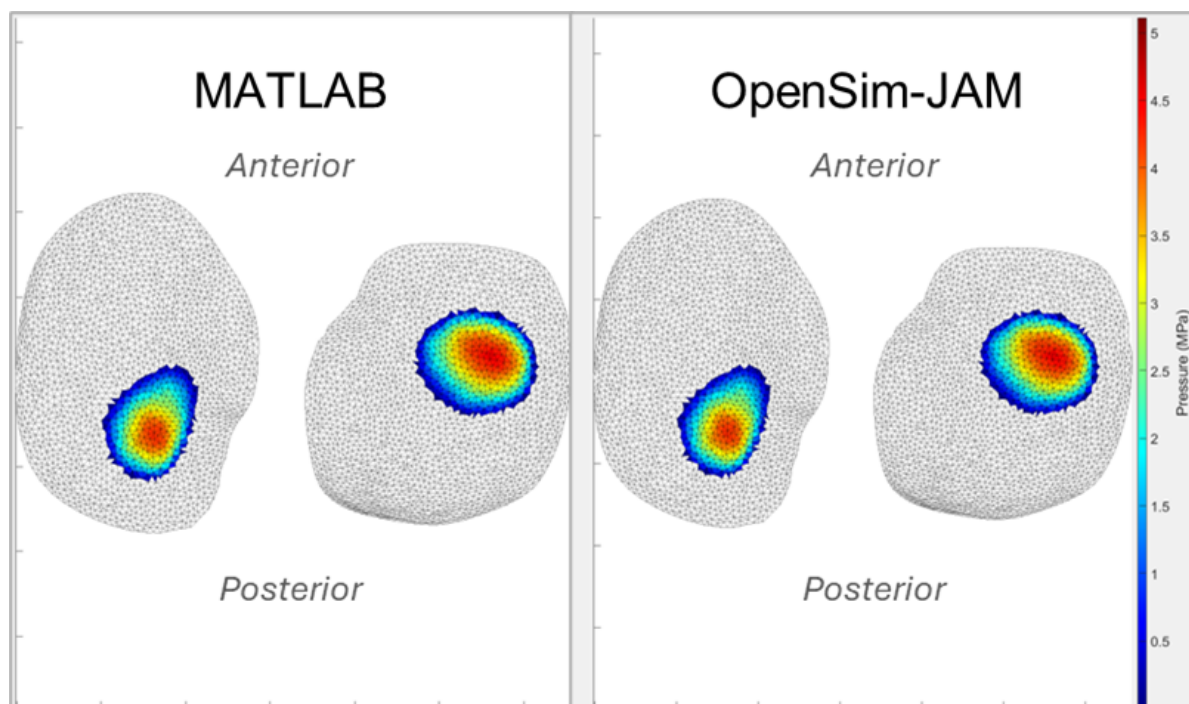 MATLAB
Anterior
Posterior
OpenSim-JAM
Anterior
Posterior
5
4.5
4
3.5
3
2.5
2
1.5
1
0.5
Pressure (MPa)